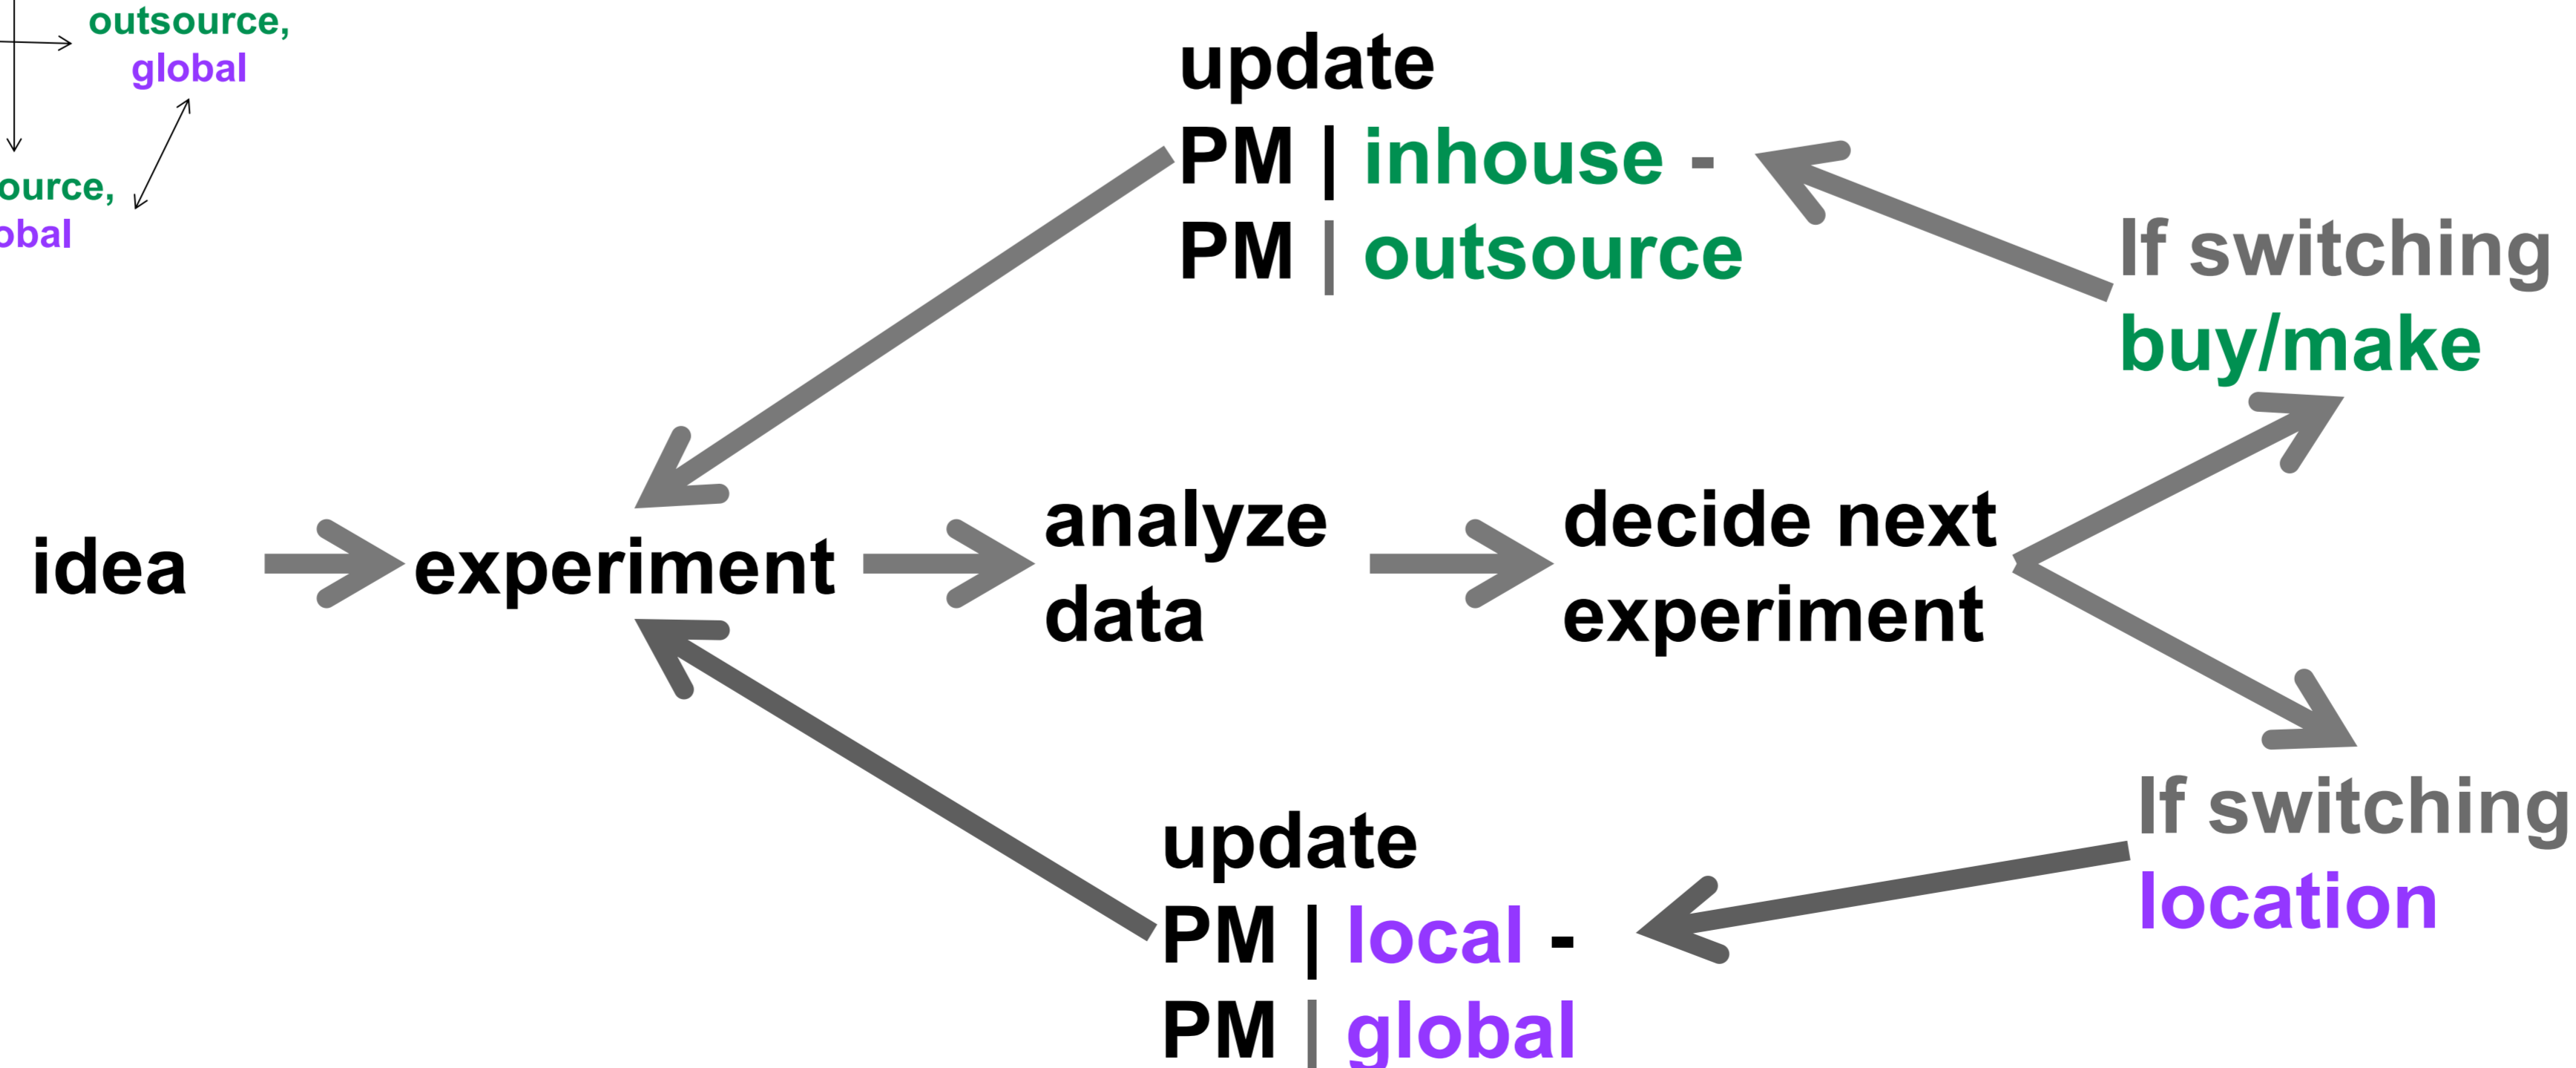 outsource,
global
ource,
obal
update
PM | inhouse -
PM | outsource
If switching
buy/make
idea
experiment
analyze
data
decide next
experiment
If switching
location
update
PM | local -
PM | global